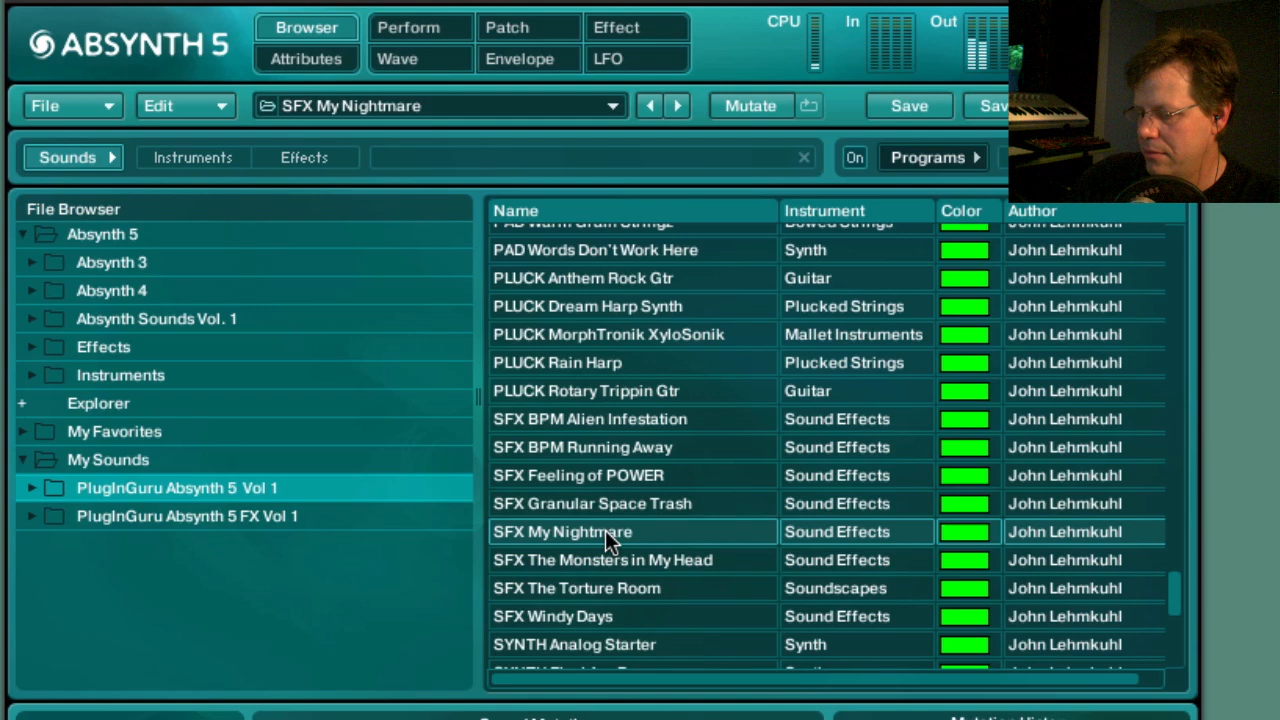 ABSYNTH 5
Browser Perform Patch Effect
Attributes Wave Envelope LFO
CPU In Out
File Edit SFX My Nightmare Mutate Save
Sounds Instruments Effects On Programs
File Browser
Absynth 5
Absynth 3
Absynth 4
Absynth Sounds Vol. 1
Effects
Instruments
+ Explorer
My Favorites
My Sounds
PlugInGuru Absynth 5 Vol 1
PlugInGuru Absynth 5 FX Vol 1
Name Instrument Color Author
PAD Warm Grain Stringz Bowed Strings John Lehmkuhl
PAD Words Don't Work Here Synth John Lehmkuhl
PLUCK Anthem Rock Gtr Guitar John Lehmkuhl
PLUCK Dream Harp Synth Plucked Strings John Lehmkuhl
PLUCK MorphTronik XyloSonik Mallet Instruments John Lehmkuhl
PLUCK Rain Harp Plucked Strings John Lehmkuhl
PLUCK Rotary Trippin Gtr Guitar John Lehmkuhl
SFX BPM Alien Infestation Sound Effects John Lehmkuhl
SFX BPM Running Away Sound Effects John Lehmkuhl
SFX Feeling of POWER Sound Effects John Lehmkuhl
SFX Granular Space Trash Sound Effects John Lehmkuhl
SFX My Nightmare Sound Effects John Lehmkuhl
SFX The Monsters in My Head Sound Effects John Lehmkuhl
SFX The Torture Room Soundscapes John Lehmkuhl
SFX Windy Days Sound Effects John Lehmkuhl
SYNTH Analog Starter Synth John Lehmkuhl